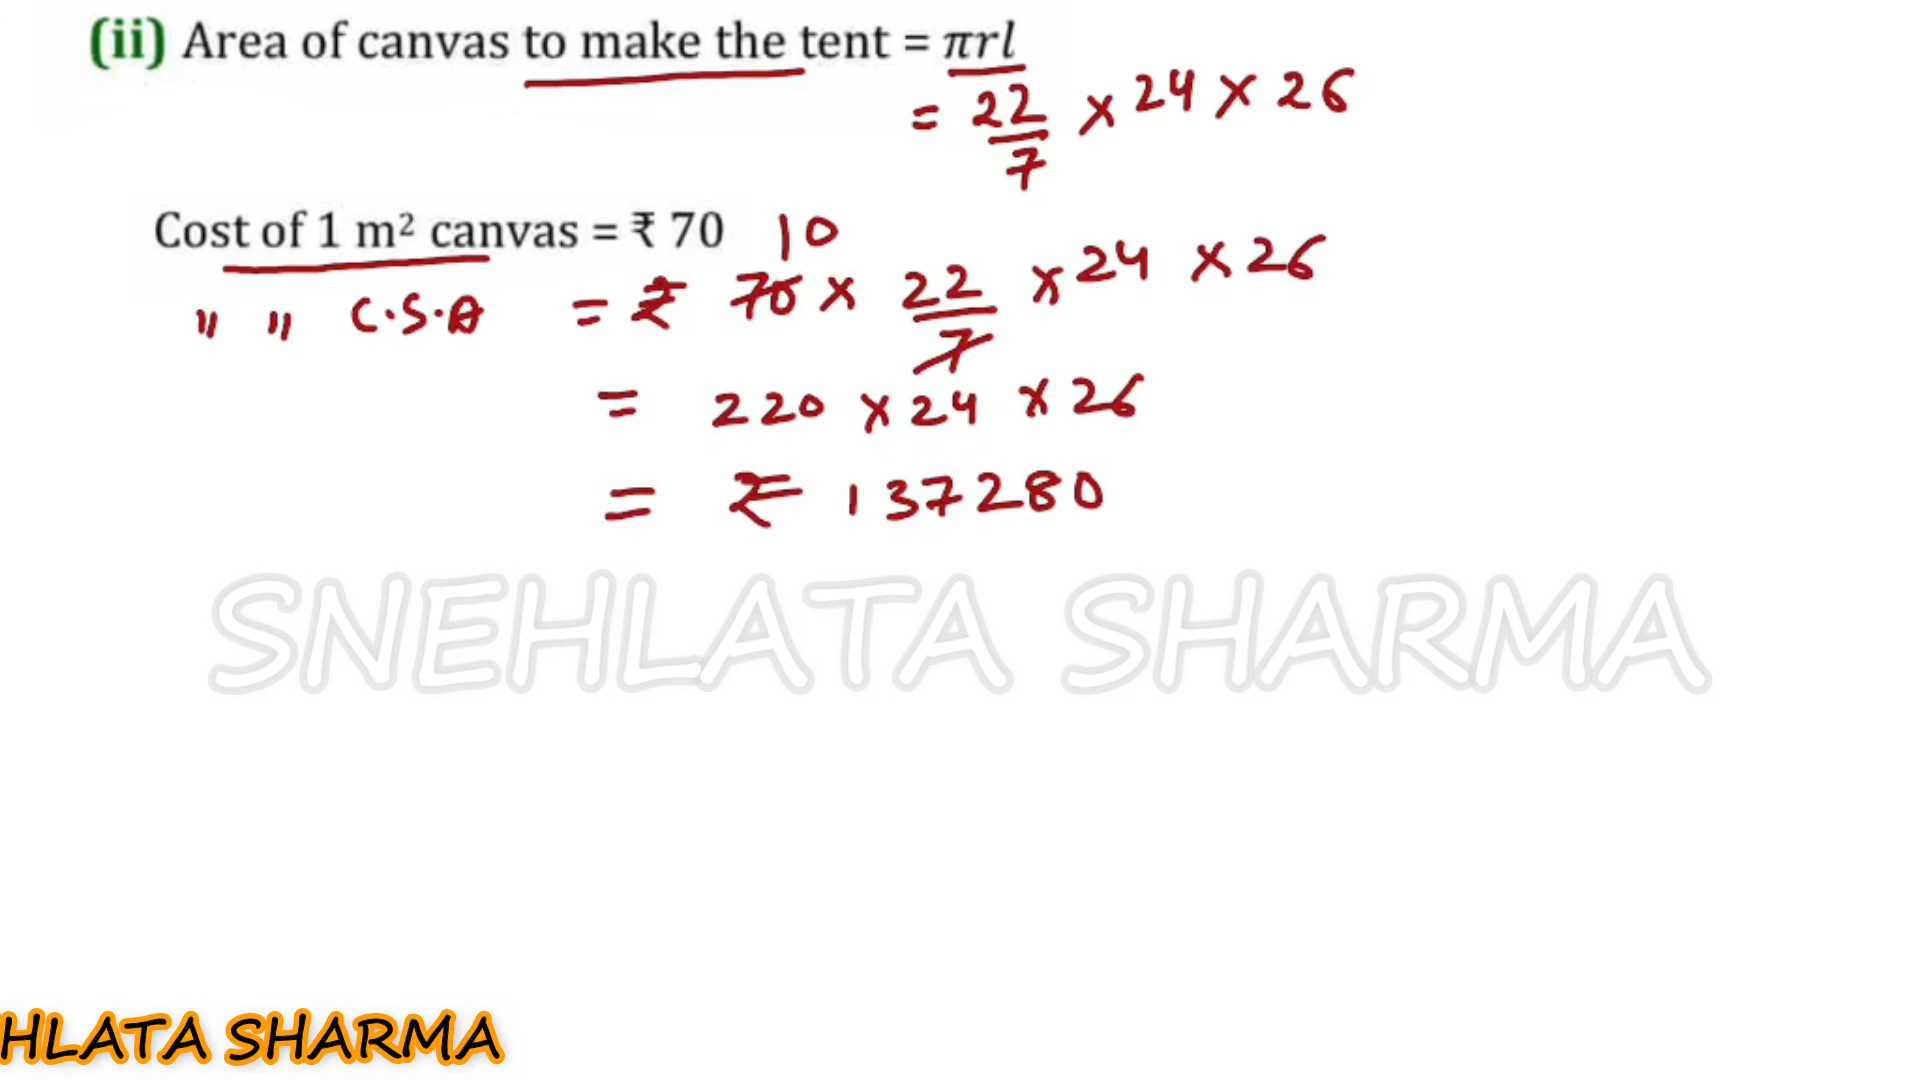 (ii) Area of canvas to make the tent = πrl
= 22/7 × 24 × 26
Cost of 1 m² canvas = ₹ 70
10
" " C.S.A = ₹ 70 × 22/7 × 24 × 26
= 220 × 24 × 26
= ₹ 137280
SNEHLATA SHARMA
HLATA SHARMA